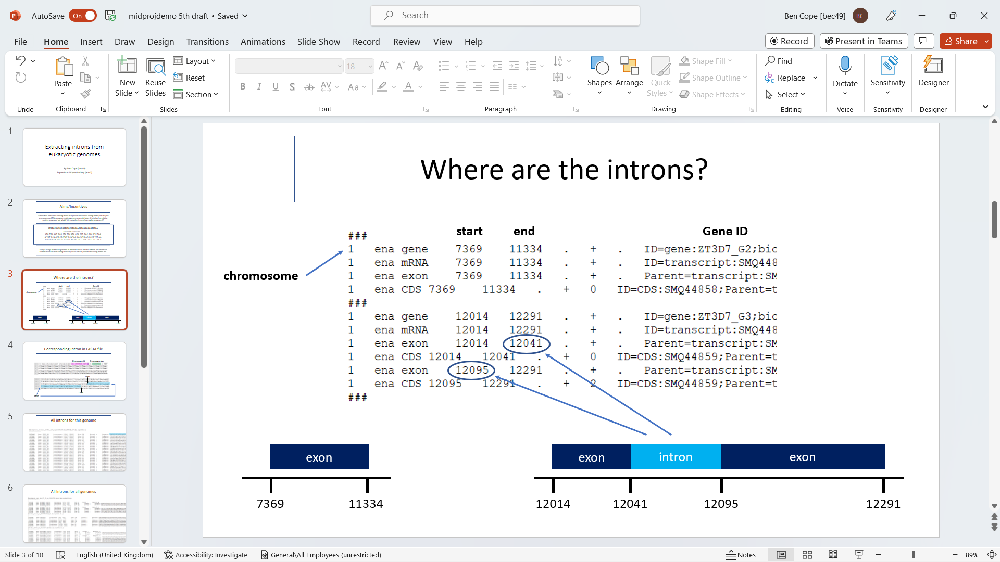 AutoSave On midprojdemo 5th draft • Saved Search Ben Cope [bec49] BC
File Home Insert Draw Design Transitions Animations Slide Show Record Review View Help Record Present in Teams Share
Paste
New Slide
Reuse Slides
Layout
Reset
Section
18
B I U S ab AV Aa A
Shapes Arrange Quick Styles
Shape Fill
Shape Outline
Shape Effects
Find
Replace
Select
Dictate Sensitivity Designer
Undo Clipboard Slides Font Paragraph Drawing Editing Voice Sensitivity Designer
1
Extracting introns from
eukaryotic genomes
By: Ben Cope (bec49)
2
Aims/Incentives
3
Where are the introns?
4
Corresponding Intron in FASTA file
5
All introns for this genome
6
All introns for all genomes
Where are the introns?
start end Gene ID
###
1 ena gene 7369 11334 . + . ID=gene:ZT3D7_G2;bio
1 ena mRNA 7369 11334 . + . ID=transcript:SMQ448
1 ena exon 7369 11334 . + . Parent=transcript:SM
1 ena CDS 7369 11334 . + 0 ID=CDS:SMQ44858;Parent=t
###
1 ena gene 12014 12291 . + . ID=gene:ZT3D7_G3;bio
1 ena mRNA 12014 12291 . + . ID=transcript:SMQ448
1 ena exon 12014 12041 . + . Parent=transcript:SM
1 ena CDS 12014 12041 . + 0 ID=CDS:SMQ44859;Parent=t
1 ena exon 12095 12291 . + . Parent=transcript:SM
1 ena CDS 12095 12291 . + 2 ID=CDS:SMQ44859;Parent=t
###
chromosome
exon
7369 11334
exon intron exon
12014 12041 12095 12291
Slide 3 of 10 English (United Kingdom) Accessibility: Investigate General\All Employees (unrestricted) Notes 89%